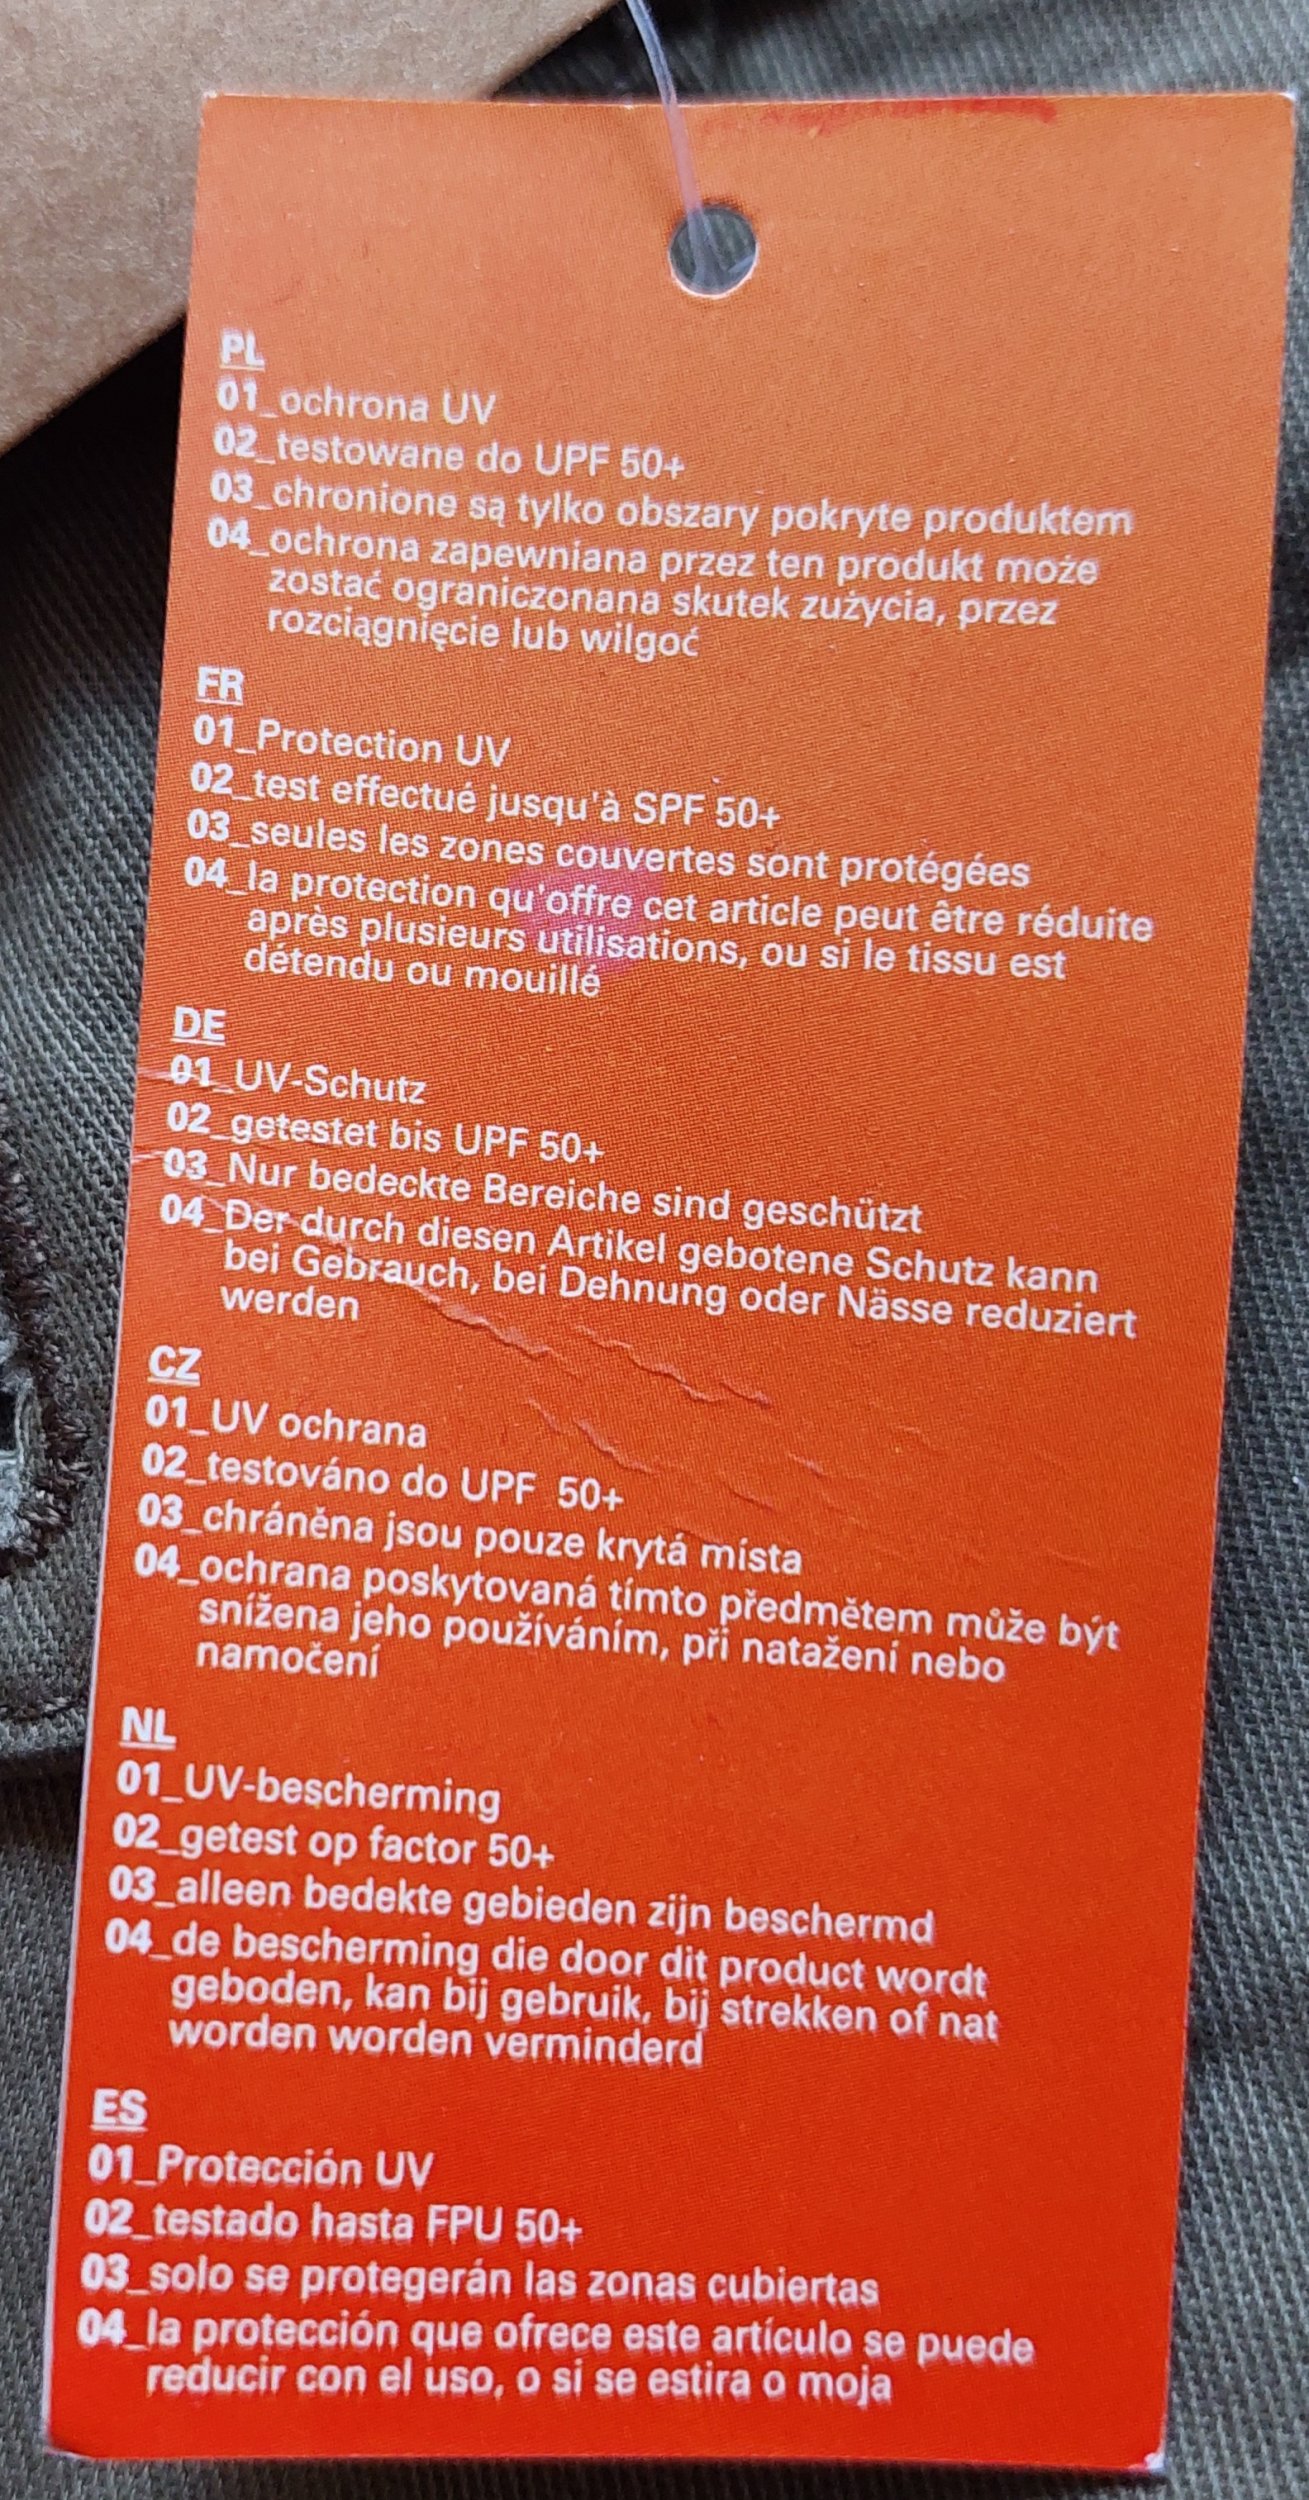 PL
01_ochrona UV
02_testowane do UPF 50+
03_chronione są tylko obszary pokryte produktem
04_ochrona zapewniana przez ten produkt może
zostać ograniczonana skutek zużycia, przez
rozciągnięcie lub wilgoć
FR
01_Protection UV
02_test effectué jusqu'à SPF 50+
03_seules les zones couvertes sont protégées
04_la protection qu'offre cet article peut être réduite
après plusieurs utilisations, ou si le tissu est
détendu ou mouillé
DE
01_UV-Schutz
02_getestet bis UPF 50+
03_Nur bedeckte Bereiche sind geschützt
04_Der durch diesen Artikel gebotene Schutz kann
bei Gebrauch, bei Dehnung oder Nässe reduziert
werden
CZ
01_UV ochrana
02_testováno do UPF  50+
03_chráněna jsou pouze krytá místa
04_ochrana poskytovaná tímto předmětem může být
snížena jeho používáním, při natažení nebo
namočení
NL
01_UV-bescherming
02_getest op factor 50+
03_alleen bedekte gebieden zijn beschermd
04_de bescherming die door dit product wordt
geboden, kan bij gebruik, bij strekken of nat
worden worden verminderd
ES
01_Protección UV
02_testado hasta FPU 50+
03_solo se protegerán las zonas cubiertas
04_la protección que ofrece este artículo se puede
reducir con el uso, o si se estira o moja